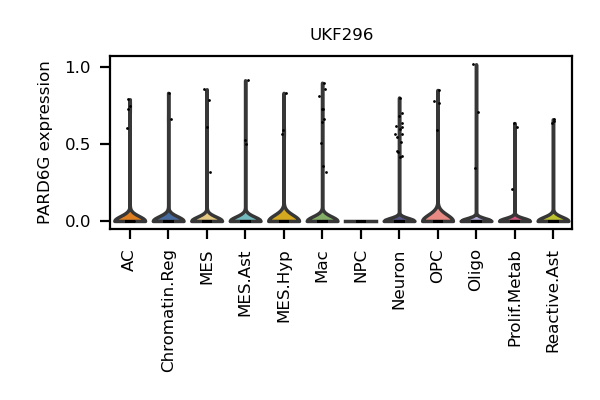 UKF296
PARD6G expression
1.0
0.5
0.0
AC
Chromatin.Reg
MES
MES.Ast
MES.Hyp
Mac
NPC
Neuron
OPC
Oligo
Prolif.Metab
Reactive.Ast